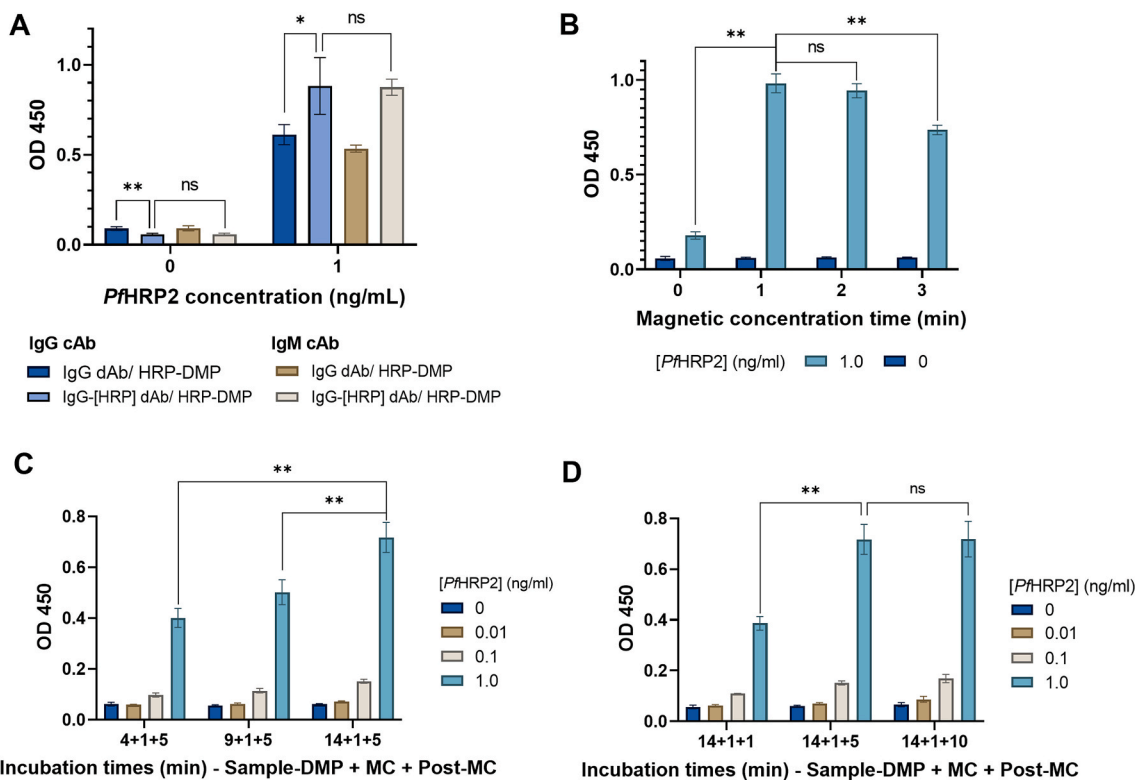 A
OD 450
1.0
0.5
0.0
** ns * ns
0 1
PfHRP2 concentration (ng/mL)
IgG cAb IgM cAb
IgG dAb/ HRP-DMP IgG dAb/ HRP-DMP
IgG-[HRP] dAb/ HRP-DMP IgG-[HRP] dAb/ HRP-DMP
B
OD 450
1.0
0.5
0.0
** ns **
0 1 2 3
Magnetic concentration time (min)
[PfHRP2] (ng/ml) 1.0 0
C
OD 450
0.8
0.6
0.4
0.2
0.0
**
**
4+1+5 9+1+5 14+1+5
Incubation times (min) - Sample-DMP + MC + Post-MC
[PfHRP2] (ng/ml)
0
0.01
0.1
1.0
D
OD 450
0.8
0.6
0.4
0.2
0.0
** ns
14+1+1 14+1+5 14+1+10
Incubation times (min) - Sample-DMP + MC + Post-MC
[PfHRP2] (ng/ml)
0
0.01
0.1
1.0